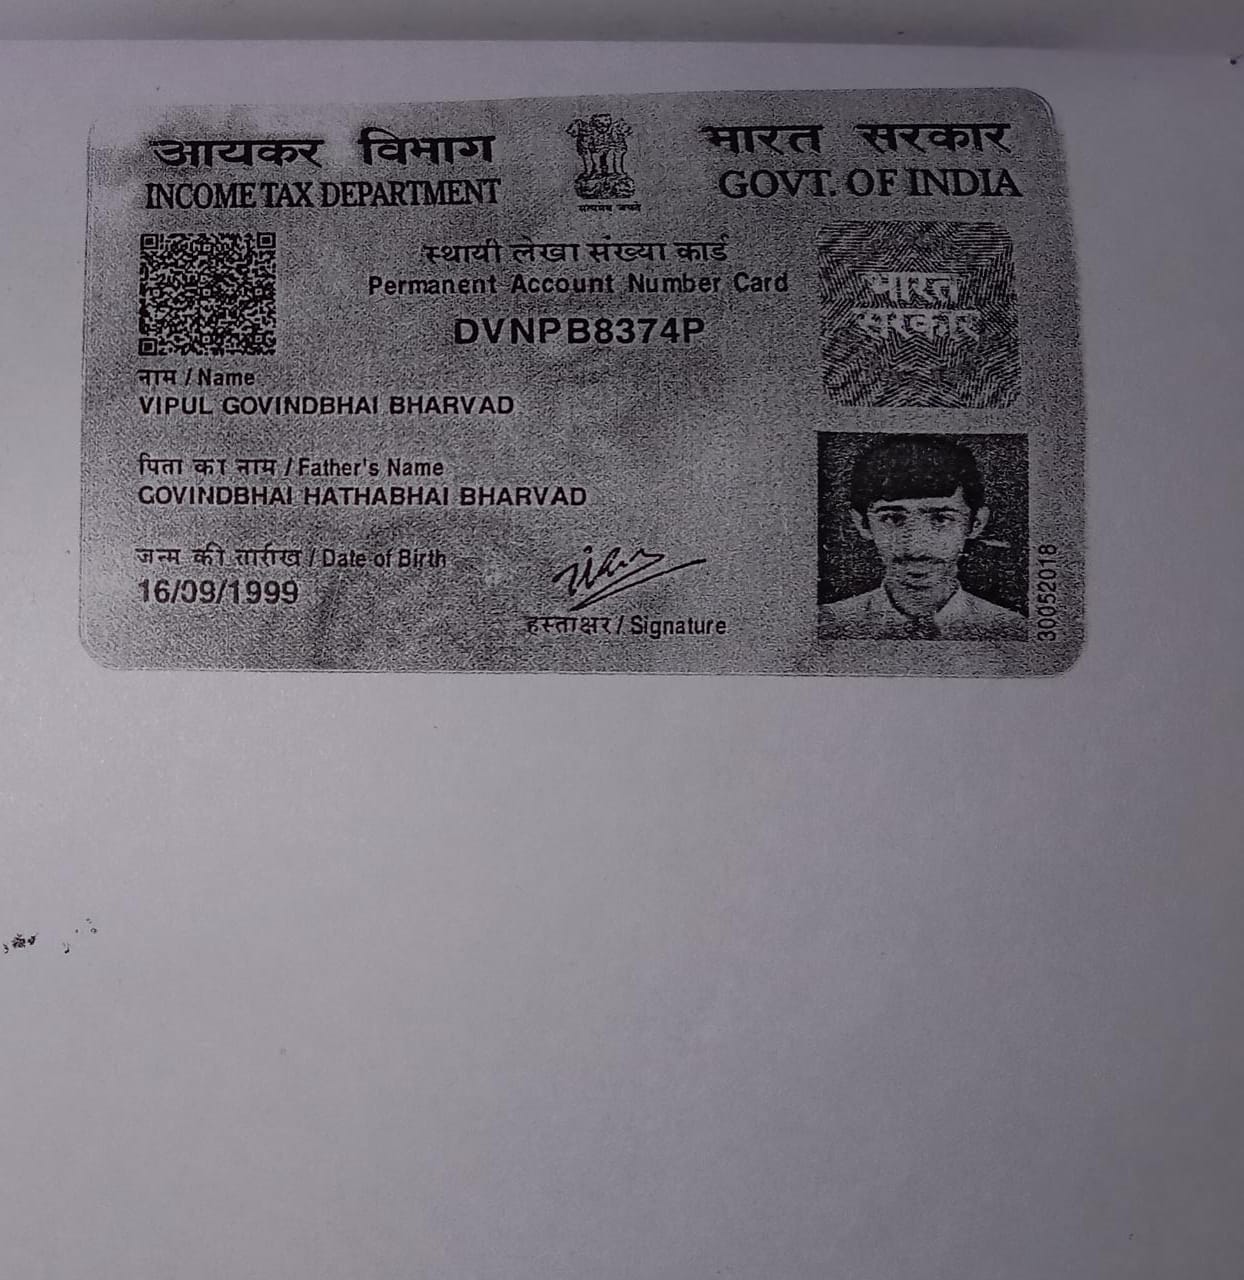 आयकर विभाग
INCOME TAX DEPARTMENT
सत्यमेव जयते
भारत सरकार
GOVT. OF INDIA
स्थायी लेखा संख्या कार्ड
Permanent Account Number Card
DVNPB8374P
भारत
सरकार
नाम / Name
VIPUL GOVINDBHAI BHARVAD
पिता का नाम / Father's Name
GOVINDBHAI HATHABHAI BHARVAD
जन्म की तारीख / Date of Birth
16/09/1999
हस्ताक्षर / Signature
30052018